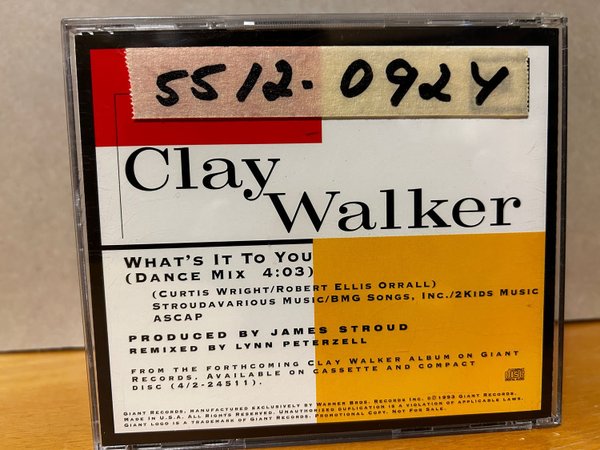 5512-0924
Clay
Walker
WHAT'S IT TO YOU
(DANCE MIX 4:03)
(CURTIS WRIGHT/ROBERT ELLIS ORRALL)
STROUDAVARIOUS MUSIC/BMG SONGS, INC./2KIDS MUSIC
ASCAP
PRODUCED BY JAMES STROUD
REMIXED BY LYNN PETERZELL
FROM THE FORTHCOMING CLAY WALKER ALBUM ON GIANT
RECORDS. AVAILABLE ON CASSETTE AND COMPACT
DISC (4/2-24511).
GIANT RECORDS, MANUFACTURED EXCLUSIVELY BY WARNER BROS. RECORDS INC. ℗©1993 GIANT RECORDS.
MADE IN U.S.A. ALL RIGHTS RESERVED. UNAUTHORIZED DUPLICATION IS A VIOLATION OF APPLICABLE LAWS.
GIANT LOGO IS A TRADEMARK OF GIANT RECORDS. PROMOTIONAL COPY. NOT FOR SALE.